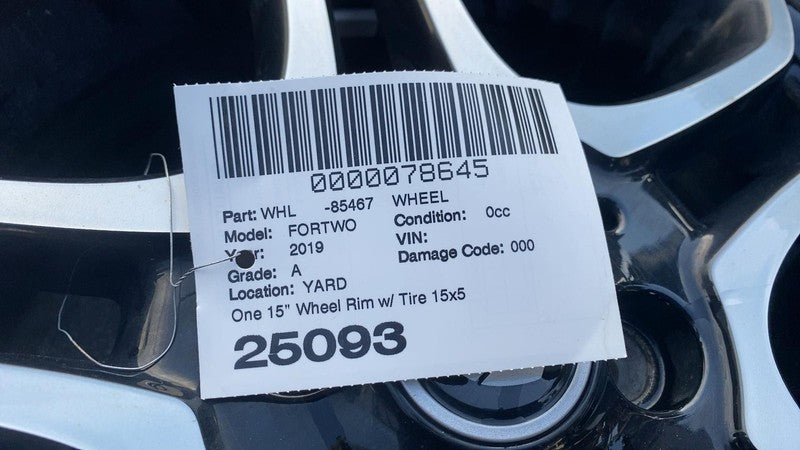 0000078645
Part: WHL -85467 WHEEL
Model: FORTWO Condition: 0cc
Year: 2019 VIN:
Grade: A Damage Code: 000
Location: YARD
One 15" Wheel Rim w/ Tire 15x5
25093